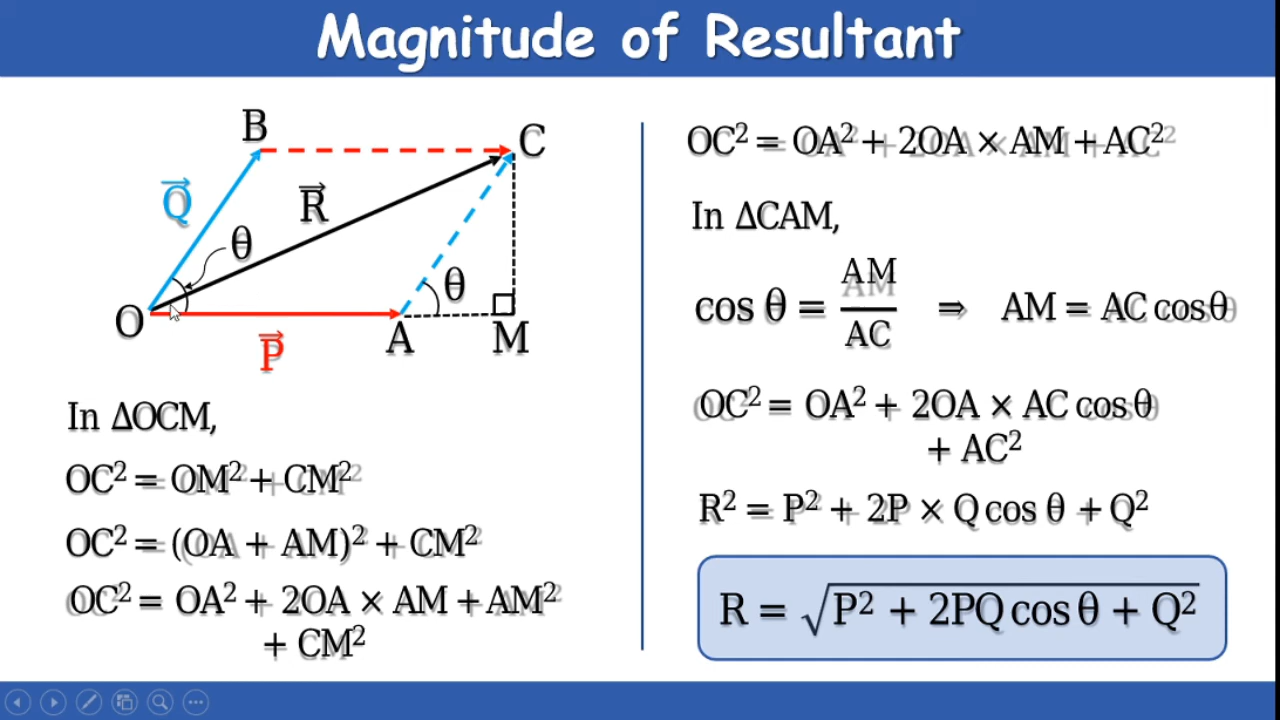 Magnitude of Resultant
B
C
Q⃗
R⃗
θ
θ
O
A
M
P⃗
In ΔOCM,
OC² = OM² + CM²
OC² = (OA + AM)² + CM²
OC² = OA² + 2OA × AM + AM²
+ CM²
OC² = OA² + 2OA × AM + AC²
In ΔCAM,
cos θ = AM/AC ⇒ AM = AC cos θ
OC² = OA² + 2OA × AC cos θ
+ AC²
R² = P² + 2P × Q cos θ + Q²
R = √(P² + 2PQ cos θ + Q²)